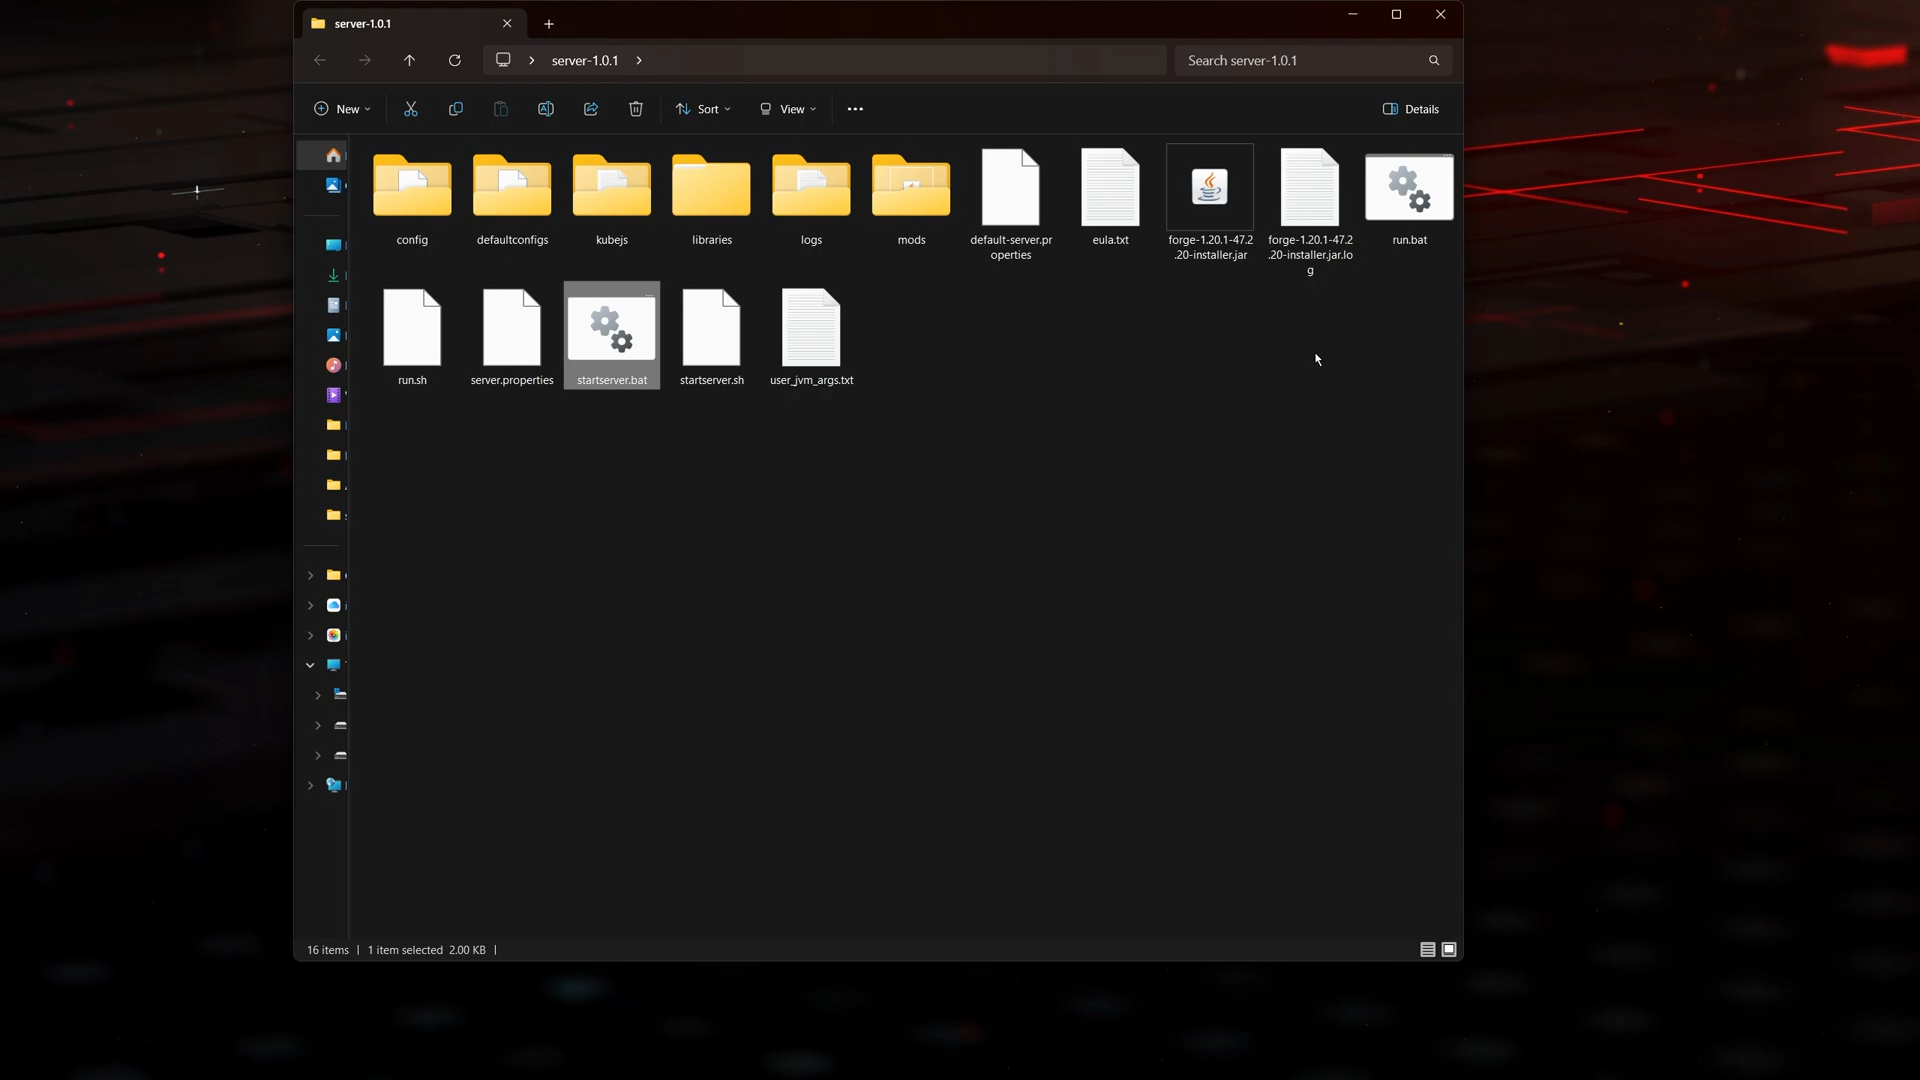 server-1.0.1
server-1.0.1
Search server-1.0.1
New
Sort
View
Details
config
defaultconfigs
kubejs
libraries
logs
mods
default-server.pr
operties
eula.txt
forge-1.20.1-47.2
.20-installer.jar
forge-1.20.1-47.2
.20-installer.jar.lo
g
run.bat
run.sh
server.properties
startserver.bat
startserver.sh
user_jvm_args.txt
16 items | 1 item selected 2.00 KB |